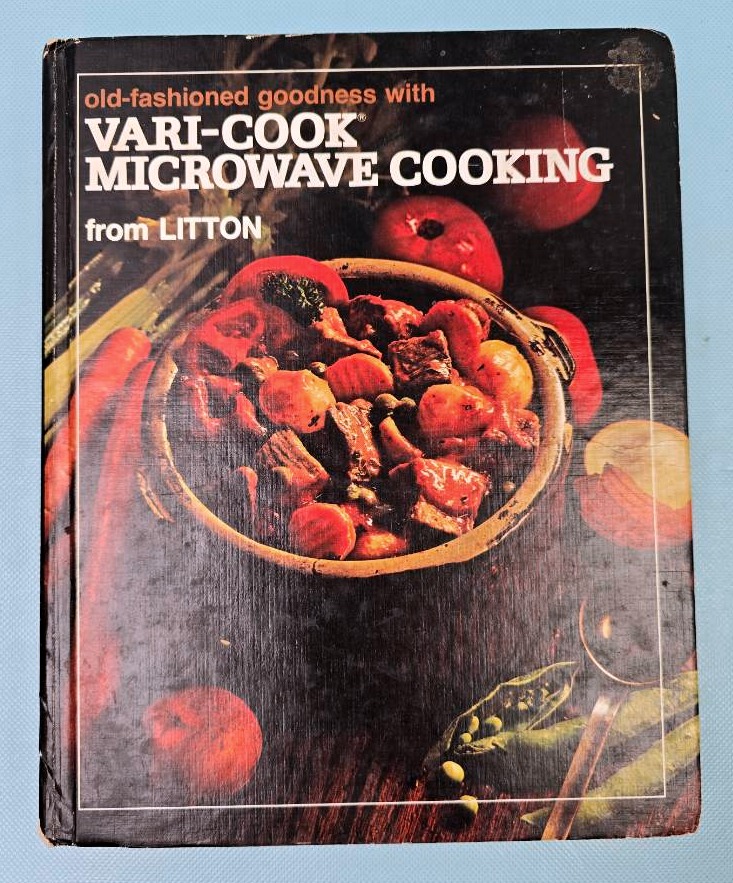 old-fashioned goodness with
VARI-COOK®
MICROWAVE COOKING
from LITTON